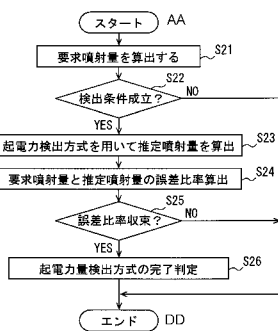 スタート AA
S21
要求噴射量を算出する
S22
検出条件成立? NO
YES
S23
起電力検出方式を用いて推定噴射量を算出
S24
要求噴射量と推定噴射量の誤差比率算出
S25
誤差比率収束? NO
YES
S26
起電力量検出方式の完了判定
エンド DD